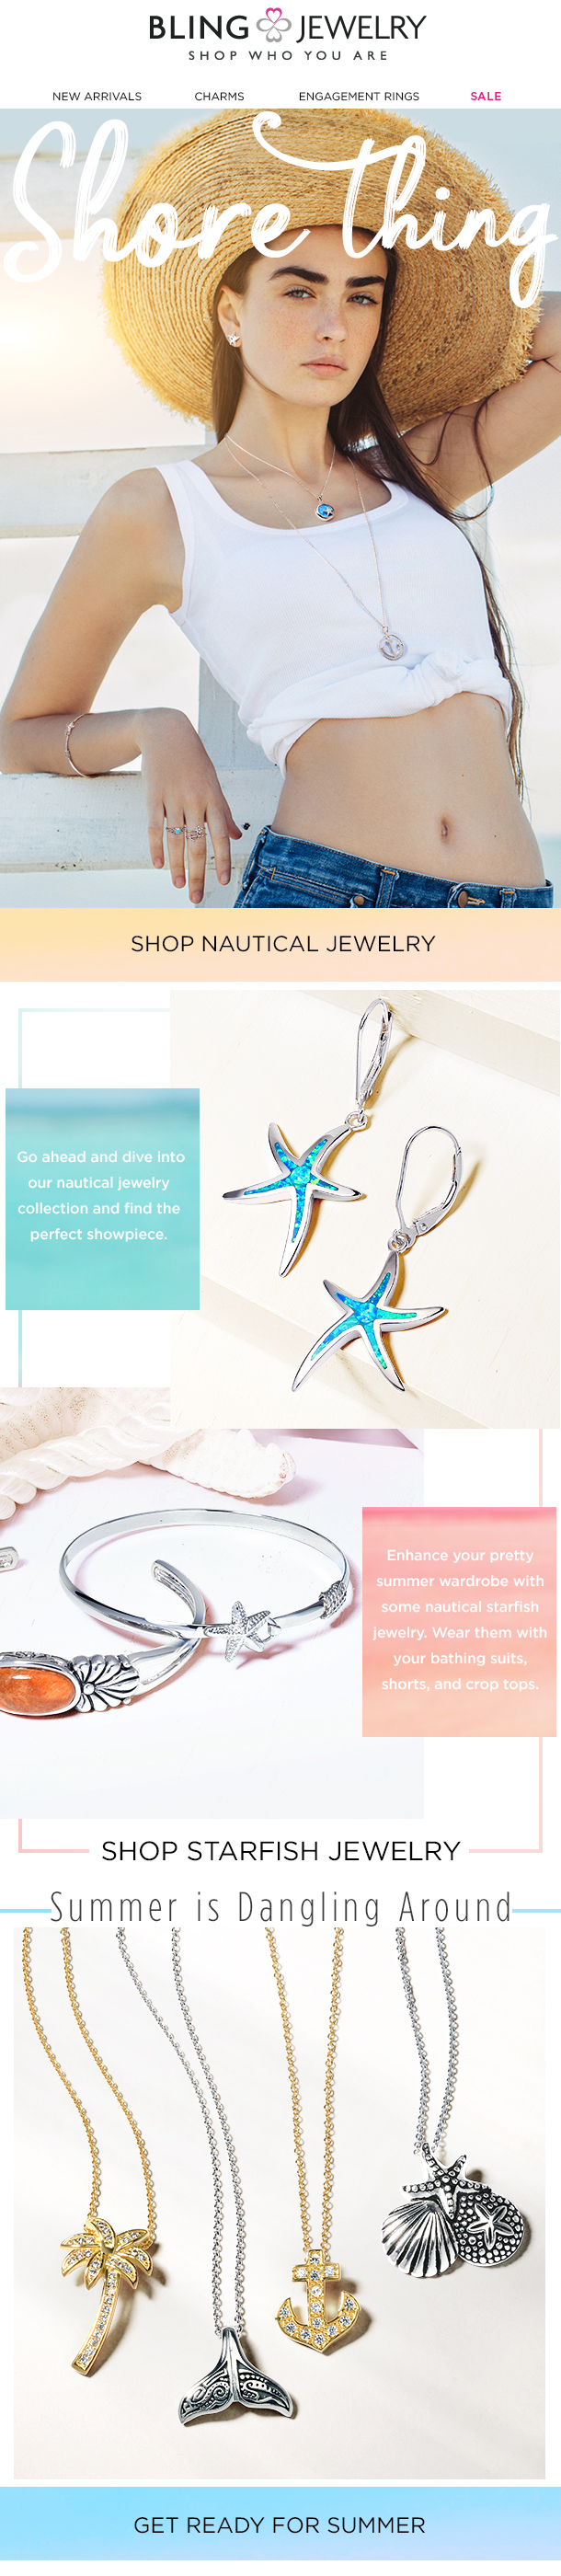 BLING JEWELRY
SHOP WHO YOU ARE
NEW ARRIVALS CHARMS ENGAGEMENT RINGS SALE
Shore thing
SHOP NAUTICAL JEWELRY
Go ahead and dive into
our nautical jewelry
collection and find the
perfect showpiece.
Enhance your pretty
summer wardrobe with
some nautical starfish
jewelry. Wear them with
your bathing suits,
shorts, and crop tops.
SHOP STARFISH JEWELRY
Summer is Dangling Around
GET READY FOR SUMMER